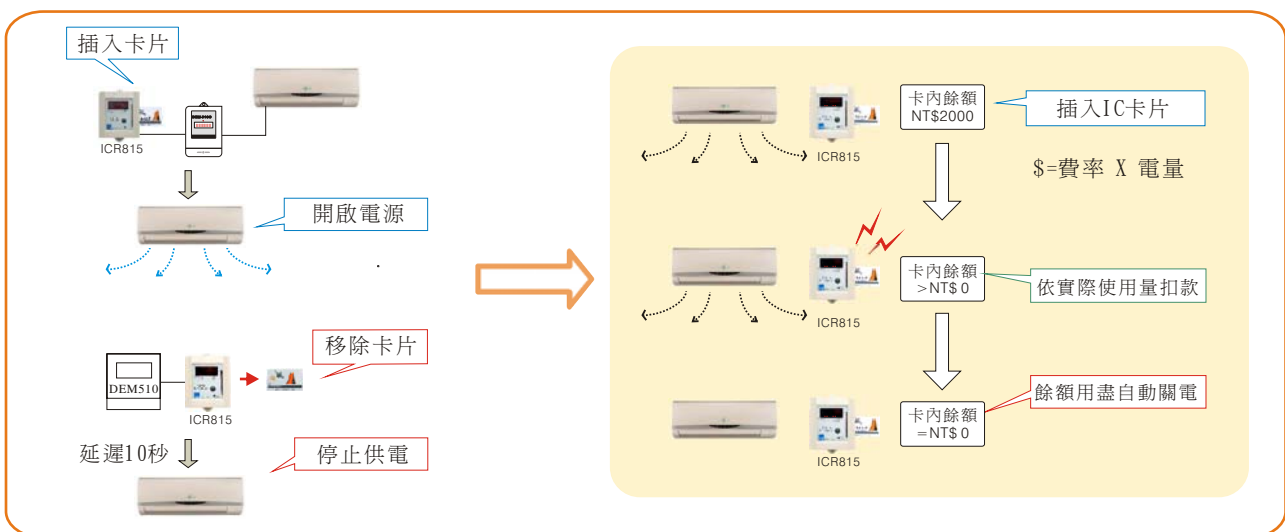 插入卡片
ICR815
開啟電源
移除卡片
DEM510
ICR815
延遲10秒
停止供電
卡內餘額
NT$2000
插入IC卡片
ICR815
$=費率 X 電量
卡內餘額
>NT$0
依實際使用量扣款
ICR815
卡內餘額
=NT$0
餘額用盡自動關電
ICR815